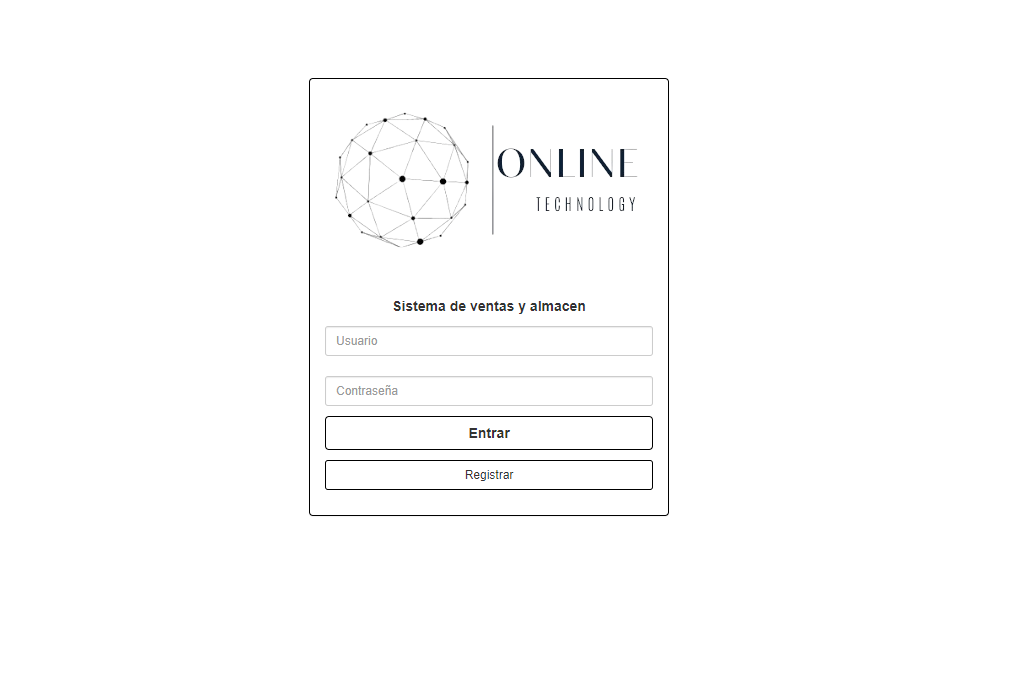 ONLINE
TECHNOLOGY
Sistema de ventas y almacen
Usuario
Contraseña
Entrar
Registrar